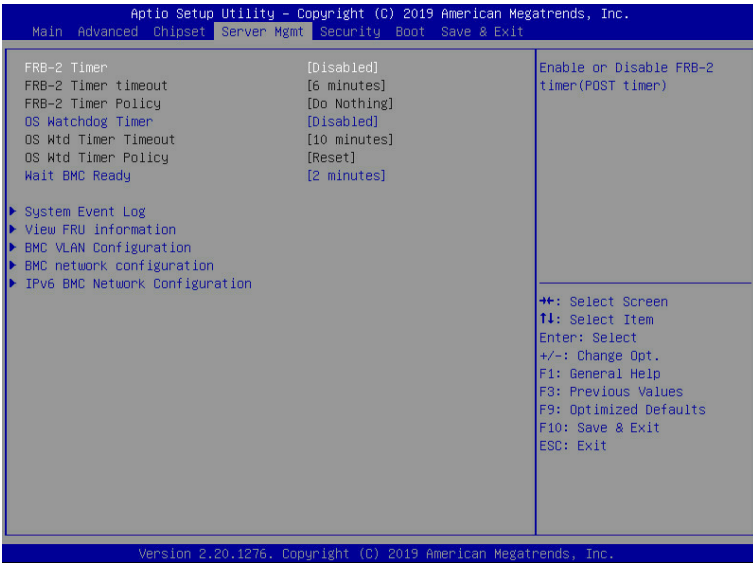 Aptio Setup Utility – Copyright (C) 2019 American Megatrends, Inc.
Main Advanced Chipset Server Mgmt Security Boot Save & Exit
FRB-2 Timer [Disabled]
FRB-2 Timer timeout [6 minutes]
FRB-2 Timer Policy [Do Nothing]
OS Watchdog Timer [Disabled]
OS Wtd Timer Timeout [10 minutes]
OS Wtd Timer Policy [Reset]
Wait BMC Ready [2 minutes]
System Event Log
View FRU information
BMC VLAN Configuration
BMC network configuration
IPv6 BMC Network Configuration
Enable or Disable FRB-2
timer(POST timer)
→←: Select Screen
↑↓: Select Item
Enter: Select
+/-: Change Opt.
F1: General Help
F3: Previous Values
F9: Optimized Defaults
F10: Save & Exit
ESC: Exit
Version 2.20.1276. Copyright (C) 2019 American Megatrends, Inc.